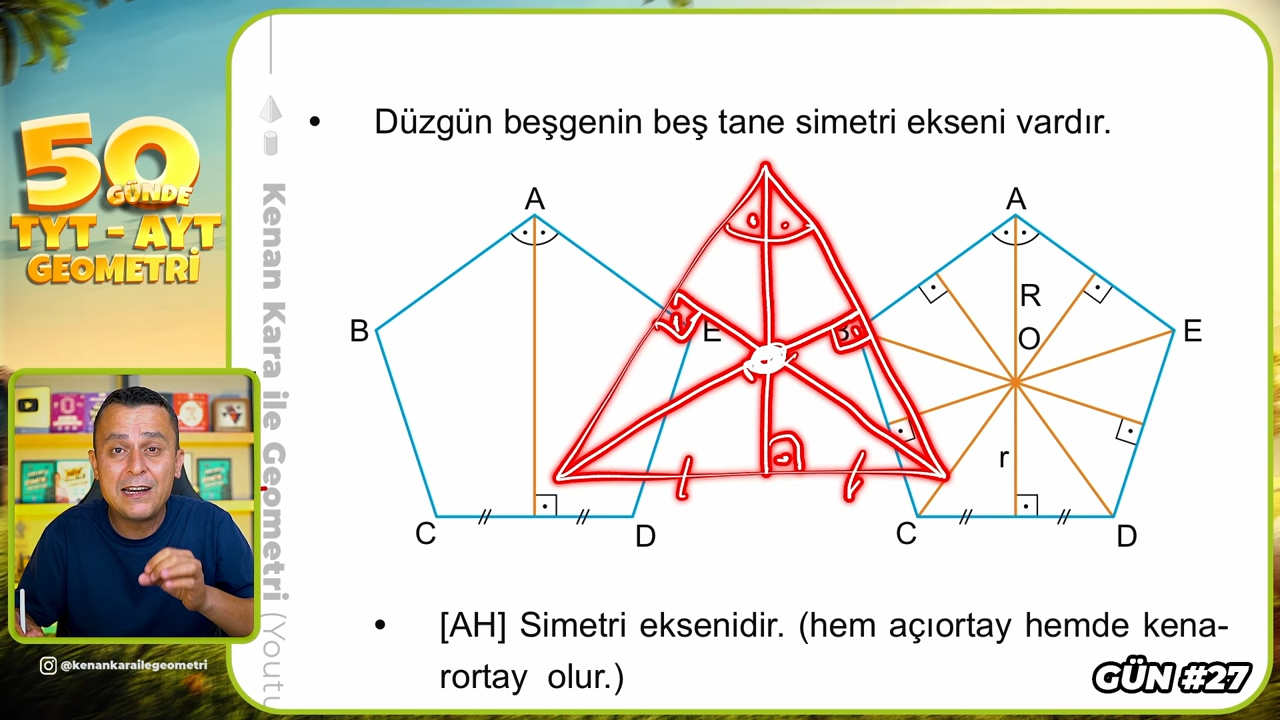 50
GÜNDE
TYT - AYT
GEOMETRİ
Kenan Kara ile Geometri (Youtu
• Düzgün beşgenin beş tane simetri ekseni vardır.
A
B
E
C
D
A
R
O
E
r
C
D
• [AH] Simetri eksenidir. (hem açıortay hemde kena-
rortay olur.)
@kenankarailegeometri
GÜN #27